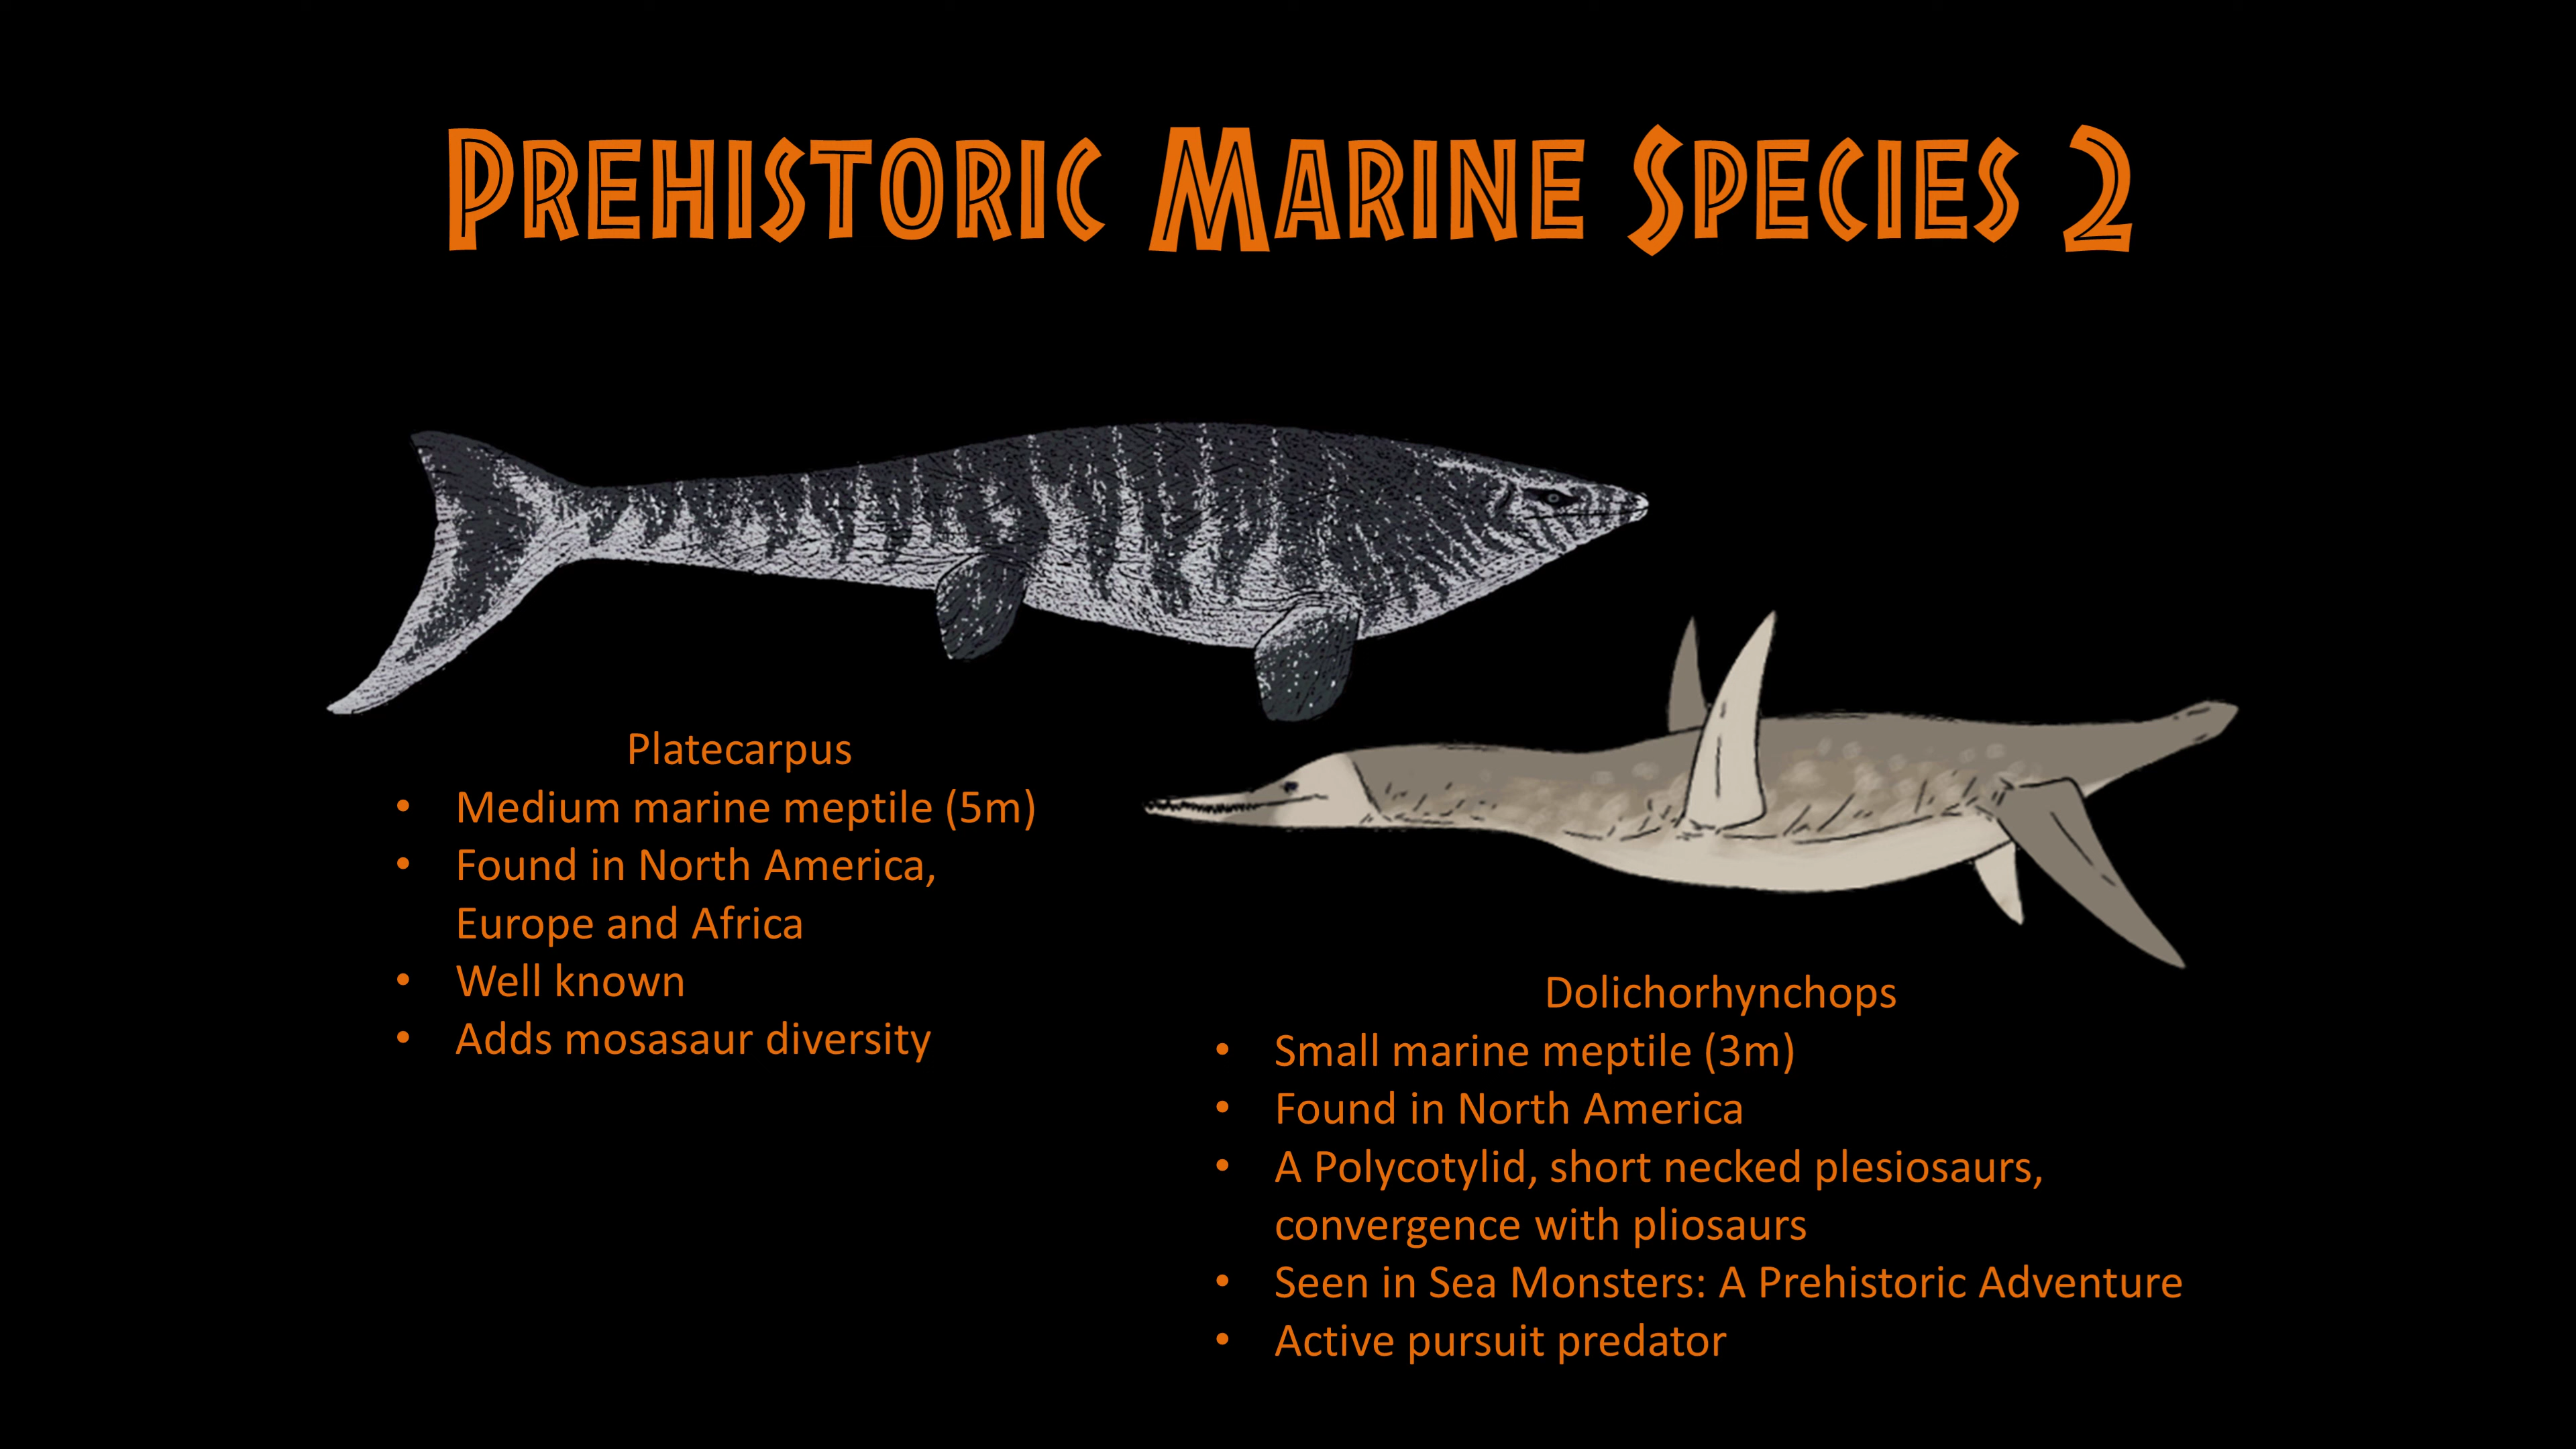 Prehistoric Marine Species 2
Platecarpus
• Medium marine meptile (5m)
• Found in North America,
Europe and Africa
• Well known
• Adds mosasaur diversity
Dolichorhynchops
• Small marine meptile (3m)
• Found in North America
• A Polycotylid, short necked plesiosaurs,
convergence with pliosaurs
• Seen in Sea Monsters: A Prehistoric Adventure
• Active pursuit predator